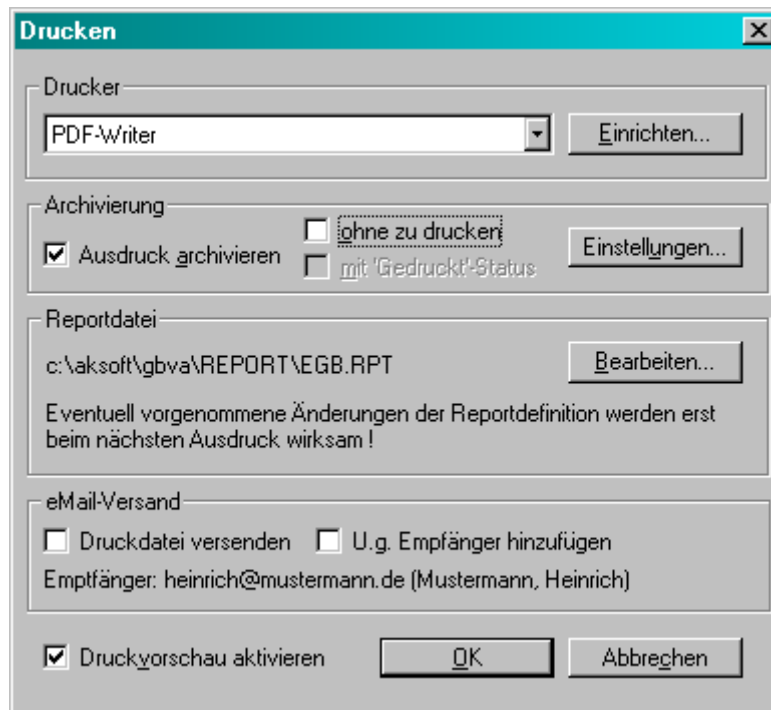 Drucken
Drucker
PDF-Writer
Einrichten...
Archivierung
Ausdruck archivieren
ohne zu drucken
mit 'Gedruckt'-Status
Einstellungen...
Reportdatei
c:\aksoft\gbva\REPORT\EGB.RPT
Bearbeiten...
Eventuell vorgenommene Änderungen der Reportdefinition werden erst
beim nächsten Ausdruck wirksam !
eMail-Versand
Druckdatei versenden
U.g. Empfänger hinzufügen
Emptfänger: heinrich@mustermann.de (Mustermann, Heinrich)
Druckvorschau aktivieren
OK
Abbrechen